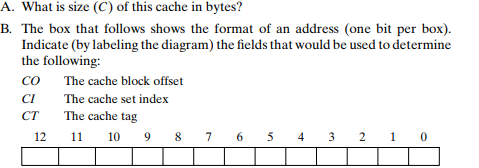 A. What is size (C) of this cache in bytes?
B. The box that follows shows the format of an address (one bit per box).
Indicate (by labeling the diagram) the fields that would be used to determine
the following:
CO The cache block offset
CI The cache set index
CT The cache tag
12 11 10 9 8 7 6 5 4 3 2 1 0